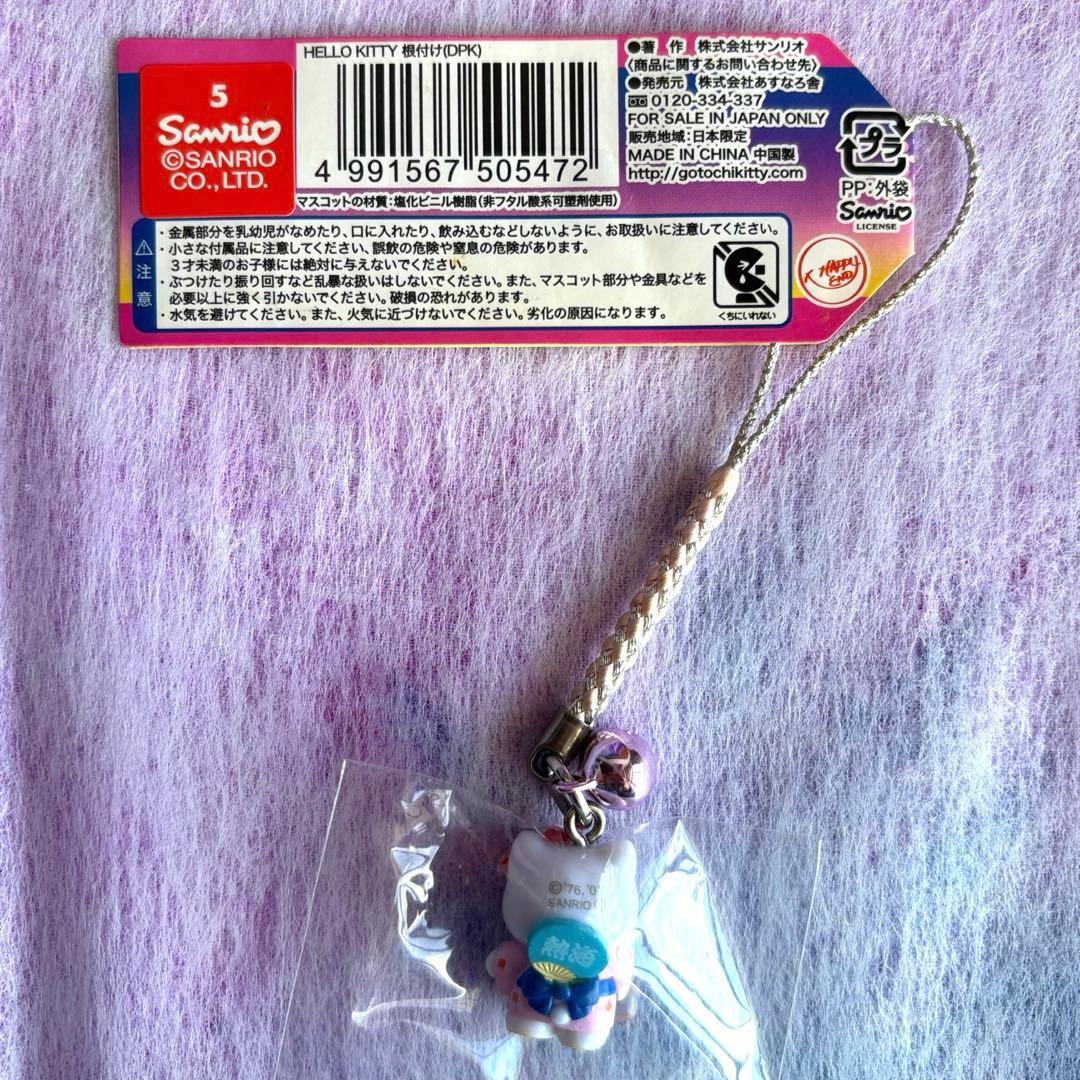 5
Sanrio
©SANRIO
CO.,LTD.
HELLO KITTY 根付け(DPK)
4 991567 505472
マスコットの材質:塩化ビニル樹脂(非フタル酸系可塑剤使用)
●著 作 株式会社サンリオ
〈商品に関するお問い合わせ先〉
●発売元 株式会社あすなろ舎
0120-334-337
FOR SALE IN JAPAN ONLY
販売地域:日本限定
MADE IN CHINA 中国製
http://gotochikitty.com
プラ
PP:外袋
Sanrio
LICENSE
注意
・金属部分を乳幼児がなめたり、口に入れたり、飲み込むなどしないように、お取扱いに注意してください。
・小さな付属品に注意してください、誤飲の危険や窒息の危険があります。
3才未満のお子様には絶対に与えないでください。
・ぶつけたり振り回すなど乱暴な扱いはしないでください。また、マスコット部分や金具などを
必要以上に強く引かないでください。破損の恐れがあります。
・水気を避けてください。また、火気に近づけないでください。劣化の原因になります。
くちにいれない
HAPPY
END!
©'76,
SANRIO
熱海